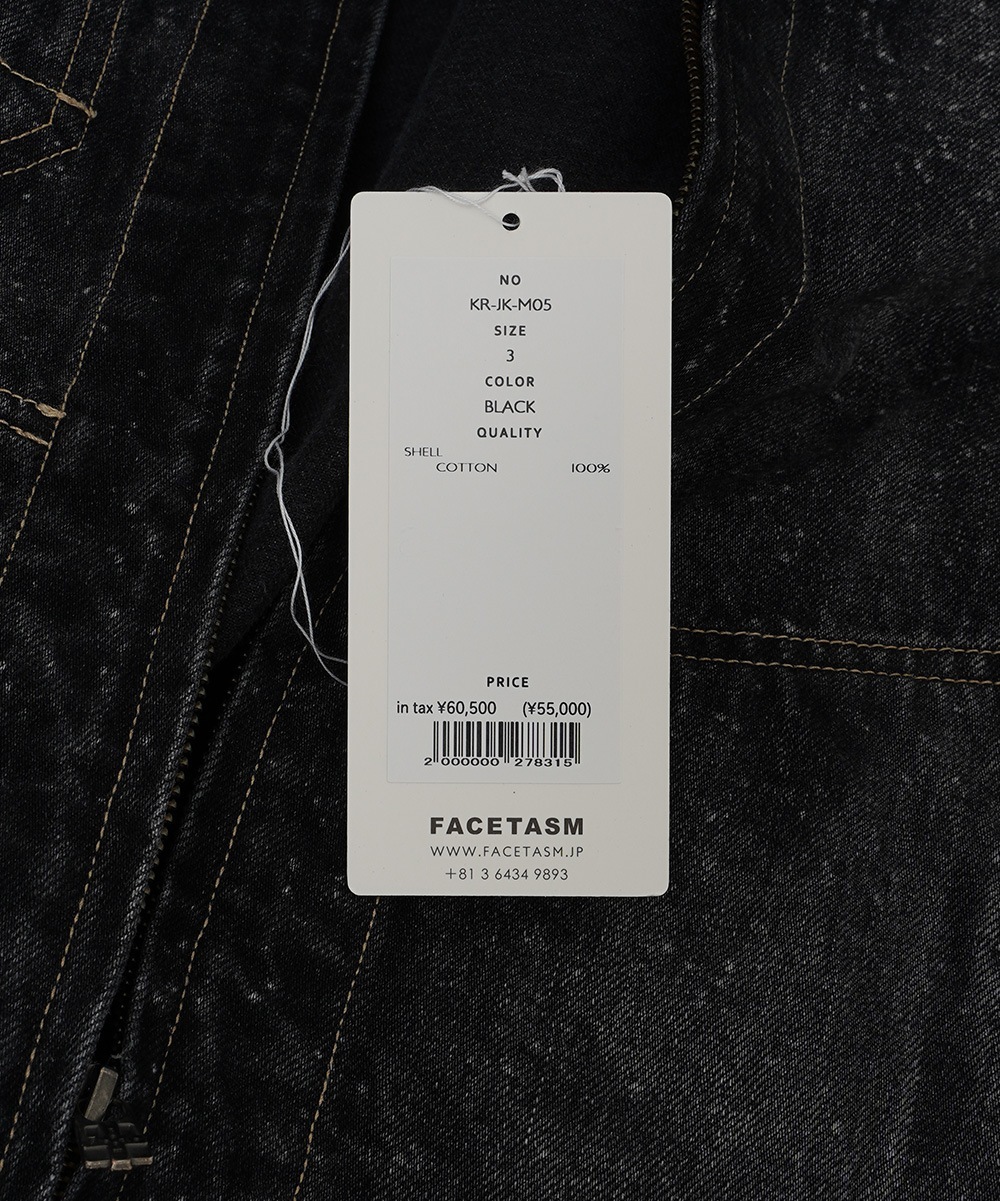 NO
KR-JK-M05
SIZE
3
COLOR
BLACK
QUALITY
SHELL
COTTON 100%
PRICE
in tax ¥60,500 (¥55,000)
2 000000 278315
FACETASM
WWW.FACETASM.JP
+81 3 6434 9893